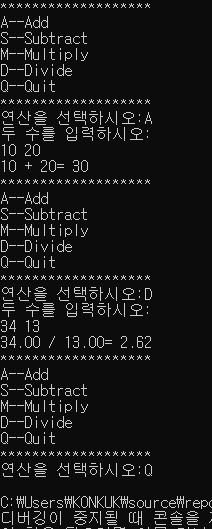 *******************
A--Add
S--Subtract
M--Multiply
D--Divide
Q--Quit
*******************
연산을 선택하시오:A
두 수를 입력하시오:
10 20
10 + 20= 30
*******************
A--Add
S--Subtract
M--Multiply
D--Divide
Q--Quit
*******************
연산을 선택하시오:D
두 수를 입력하시오:
34 13
34.00 / 13.00= 2.62
*******************
A--Add
S--Subtract
M--Multiply
D--Divide
Q--Quit
*******************
연산을 선택하시오:Q
C:₩Users₩KONKUK₩source₩repo
디버깅이 중지될 때 콘솔을